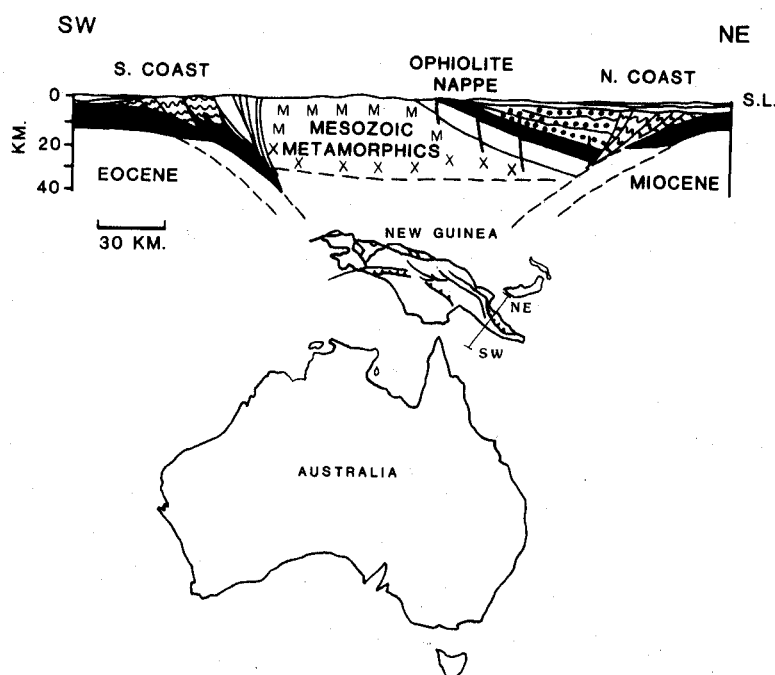 SW
NE
S. COAST
OPHIOLITE
NAPPE
N. COAST
S.L.
KM.
0
20
40
M M M M M M
M MESOZOIC M
X METAMORPHICS
X X X X X X
EOCENE
MIOCENE
30 KM.
NEW GUINEA
NE
SW
AUSTRALIA